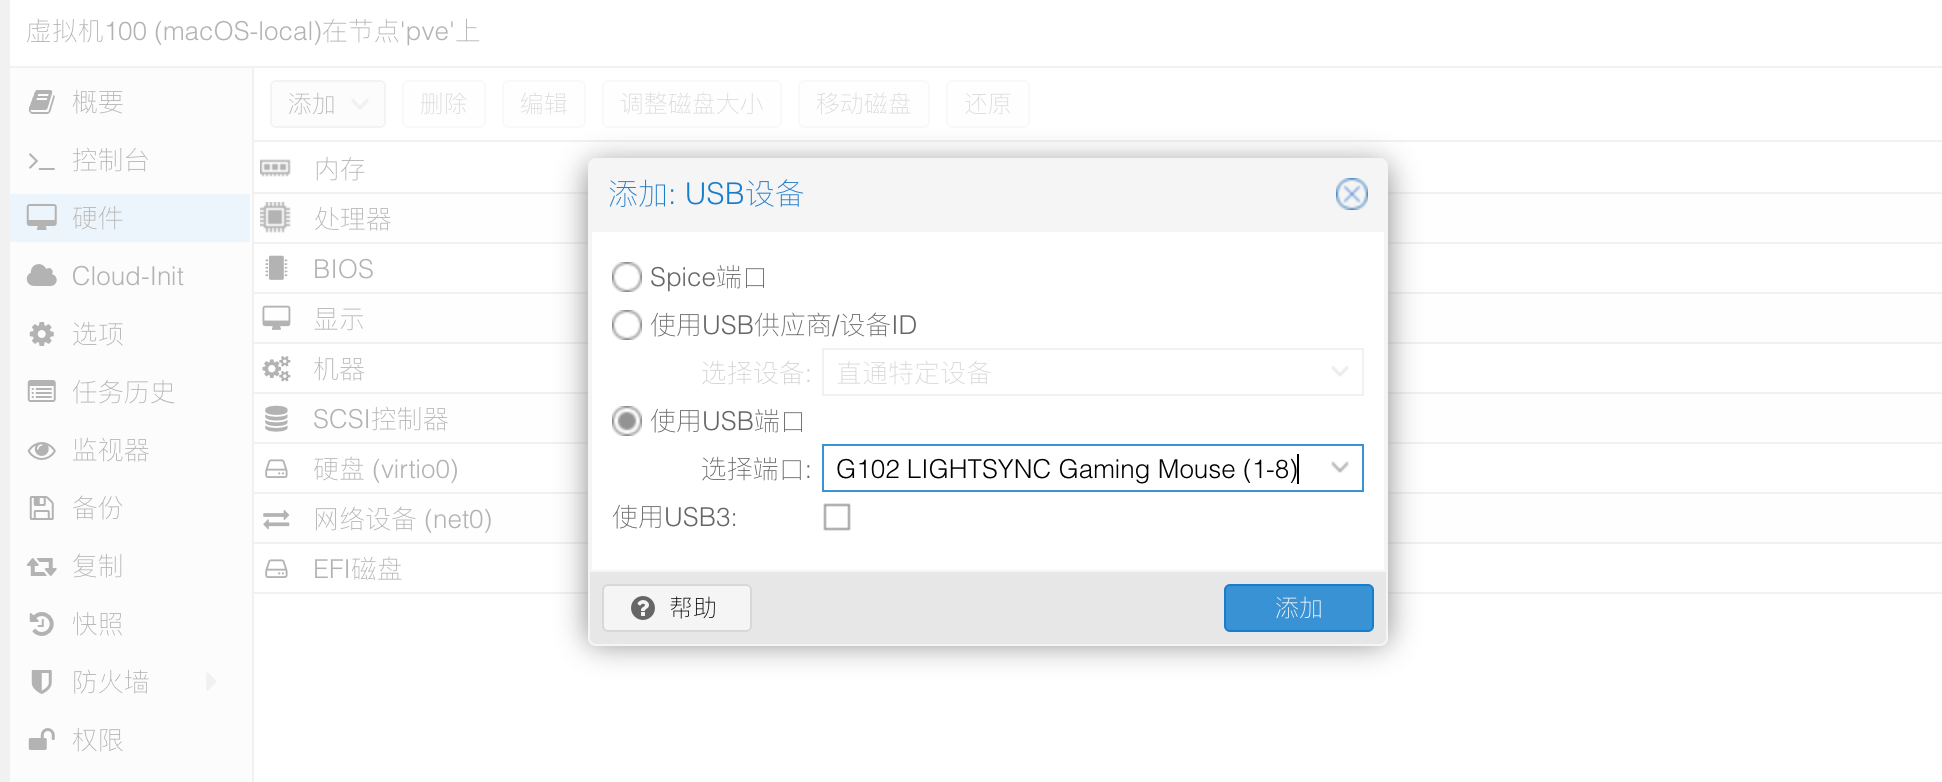 虚拟机100 (macOS-local)在节点'pve'上
概要
控制台
硬件
Cloud-Init
选项
任务历史
监视器
备份
复制
快照
防火墙
权限
添加 删除 编辑 调整磁盘大小 移动磁盘 还原
内存
处理器
BIOS
显示
机器
SCSI控制器
硬盘 (virtio0)
网络设备 (net0)
EFI磁盘
添加: USB设备
Spice端口
使用USB供应商/设备ID
选择设备: 直通特定设备
使用USB端口
选择端口: G102 LIGHTSYNC Gaming Mouse (1-8)
使用USB3:
帮助 添加